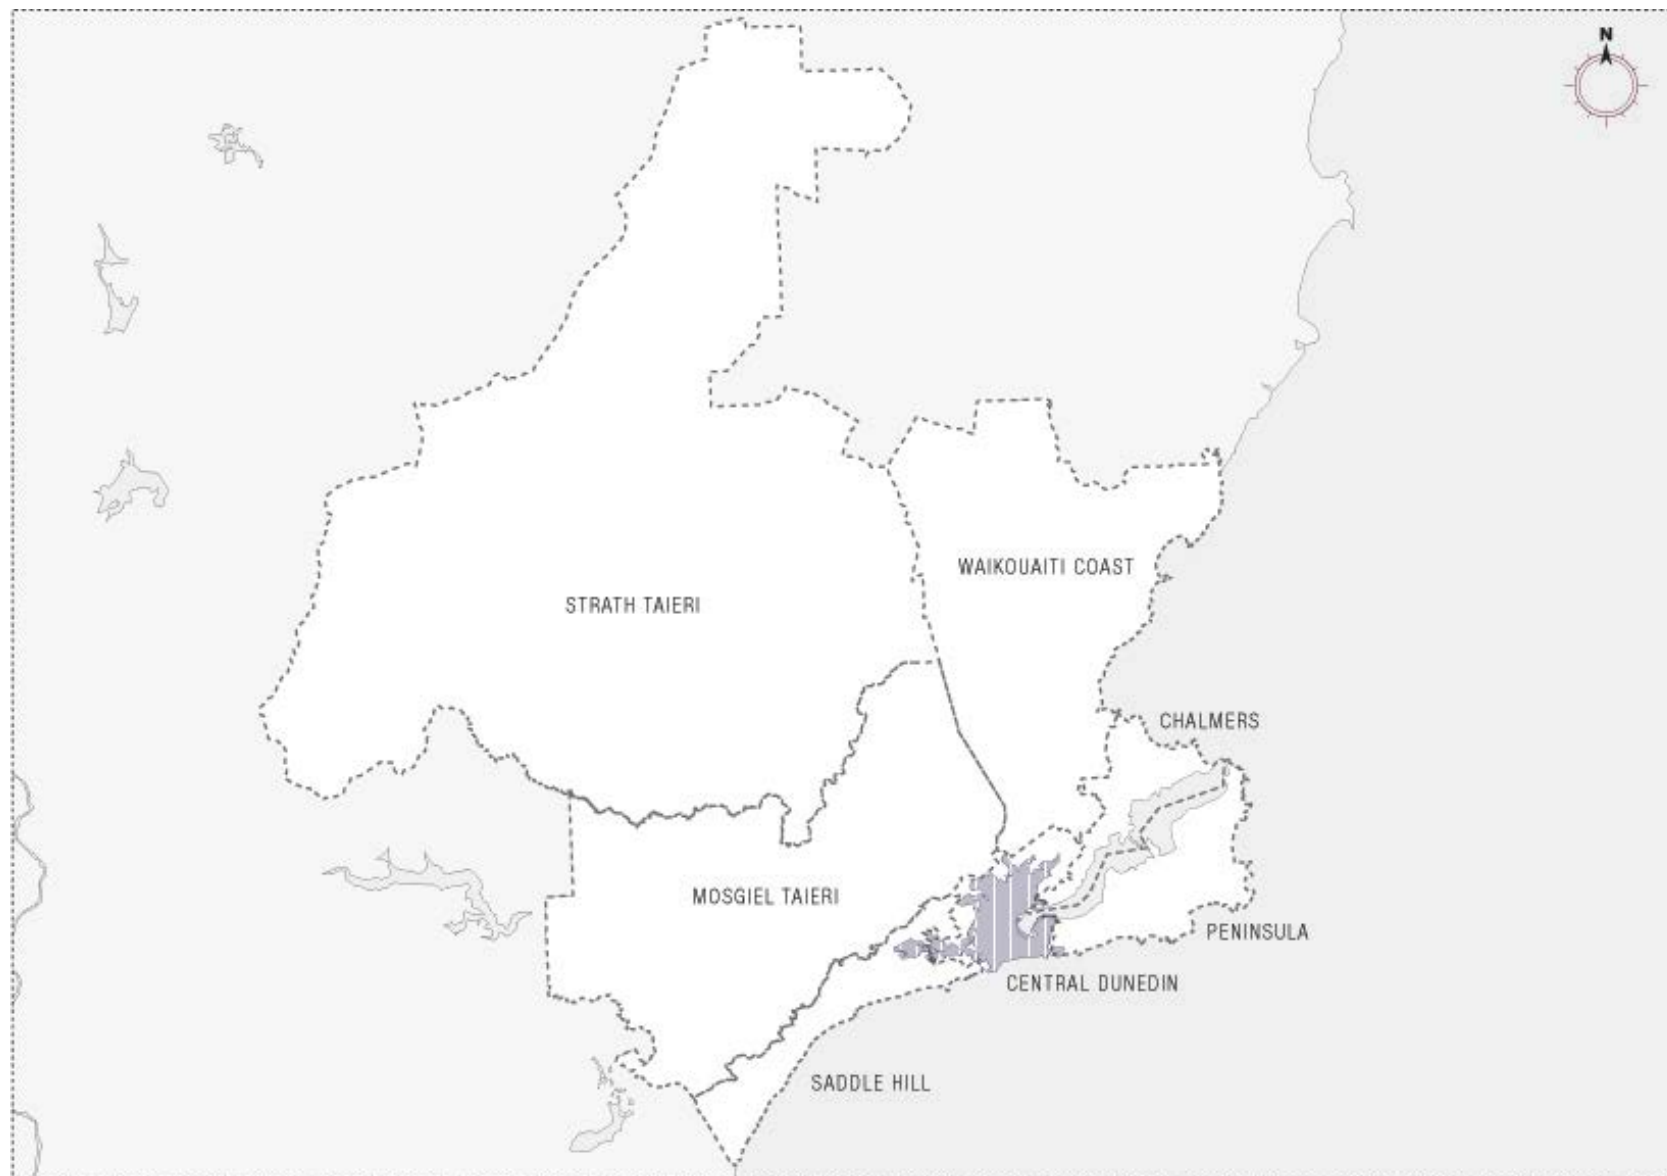 N
WAIKOUAITI COAST
STRATH TAIERI
CHALMERS
MOSGIEL TAIERI
PENINSULA
CENTRAL DUNEDIN
SADDLE HILL